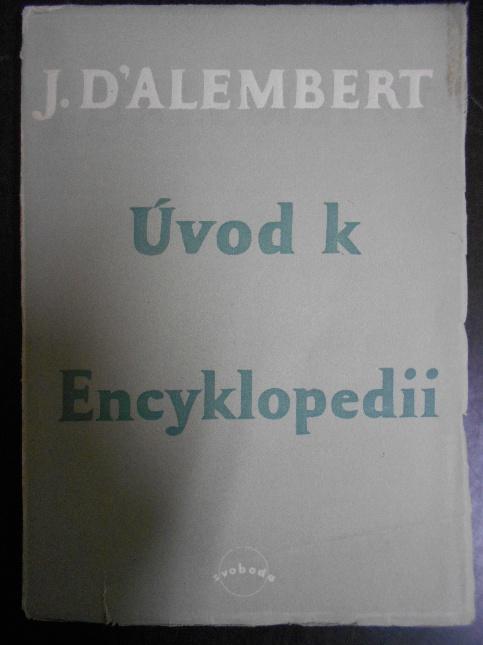 J. D'ALEMBERT
Úvod k
Encyklopedii
svoboda